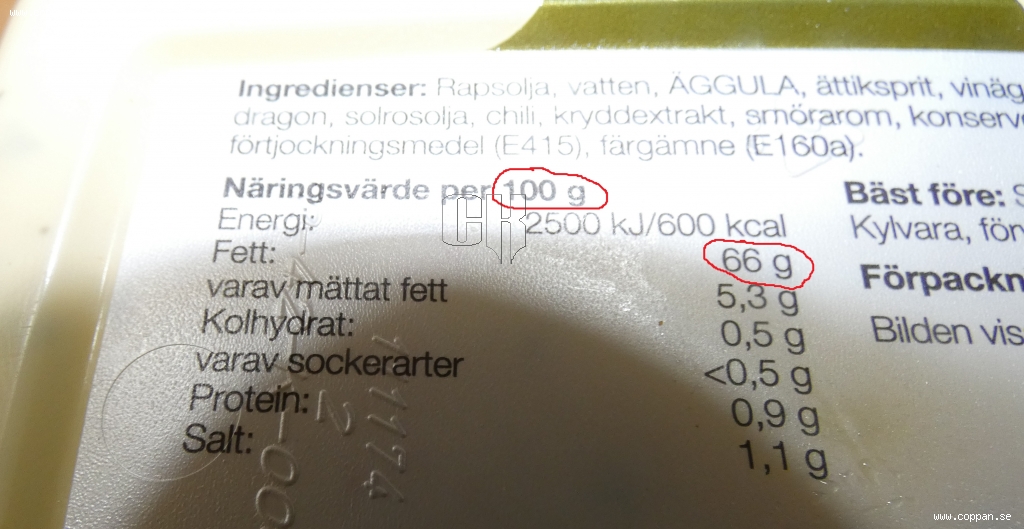 Ingredienser: Rapsolja, vatten, ÄGGULA, ättiksprit, vinäg
dragon, solrosolja, chili, kryddextrakt, smörarom, konserv
förtjockningsmedel (E415), färgämne (E160a).
Näringsvärde per 100 g
Energi: 2500 kJ/600 kcal
Fett: 66 g
varav mättat fett 5,3 g
Kolhydrat: 0,5 g
varav sockerarter <0,5 g
Protein: 0,9 g
Salt: 1,1 g
Bäst före: S
Kylvara, för
Förpackn
Bilden vis
www.coppan.se